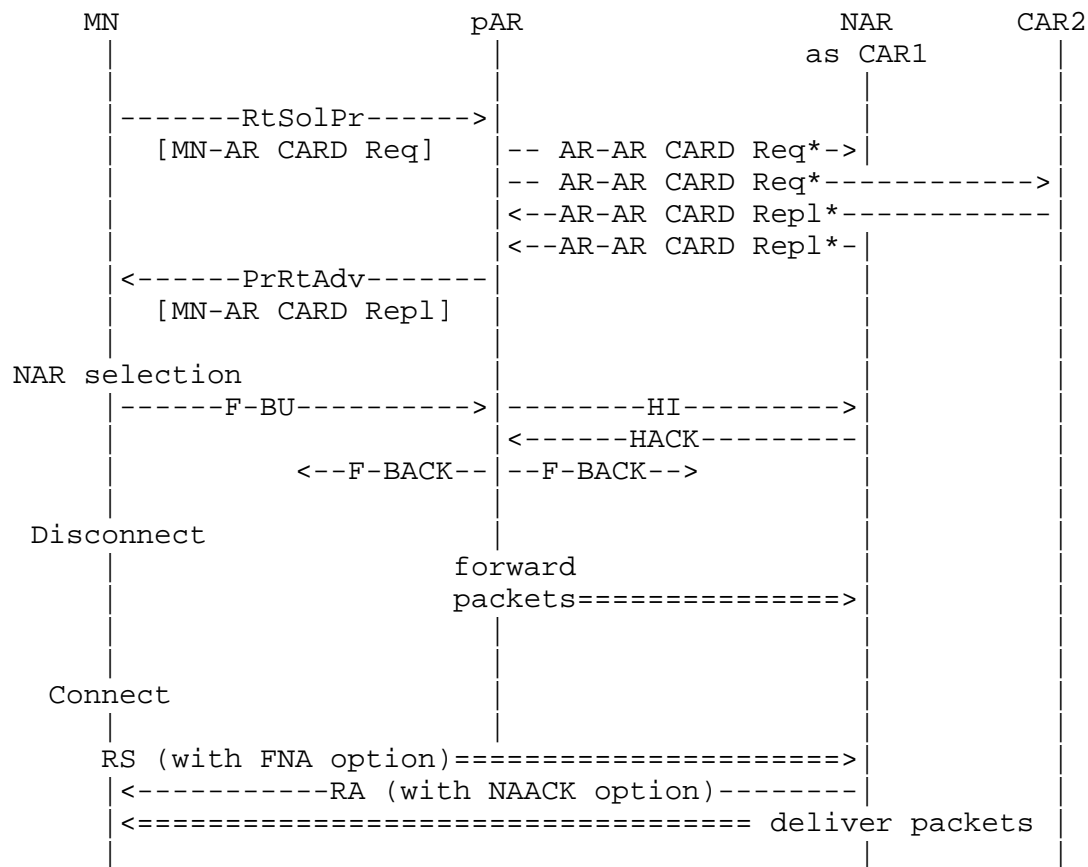 MN pAR NAR CAR2
as CAR1
-------RtSolPr------>
[MN-AR CARD Req] -- AR-AR CARD Req*->
-- AR-AR CARD Req*------------>
<--AR-AR CARD Repl*------------
<--AR-AR CARD Repl*-
<------PrRtAdv-------
[MN-AR CARD Repl]
NAR selection
------F-BU----------> --------HI--------->
<------HACK---------
<--F-BACK-- --F-BACK-->
Disconnect
forward
packets===============>
Connect
RS (with FNA option)======================>
<-----------RA (with NAACK option)--------
<=================================== deliver packets